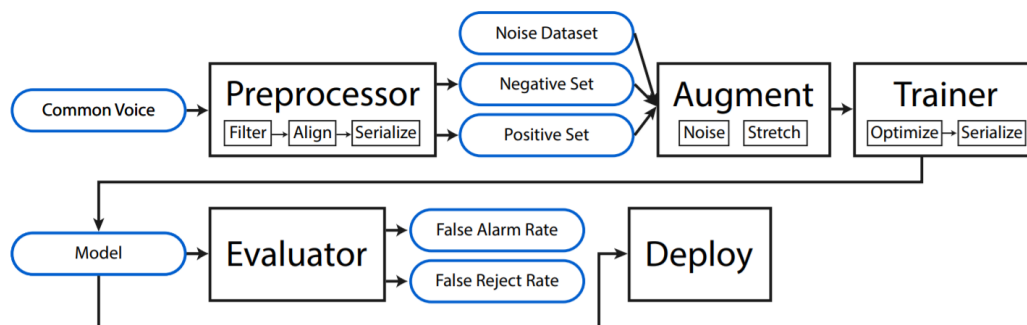 Noise Dataset
Common Voice
Preprocessor
Filter
Align
Serialize
Negative Set
Positive Set
Augment
Noise
Stretch
Trainer
Optimize
Serialize
Model
Evaluator
False Alarm Rate
False Reject Rate
Deploy